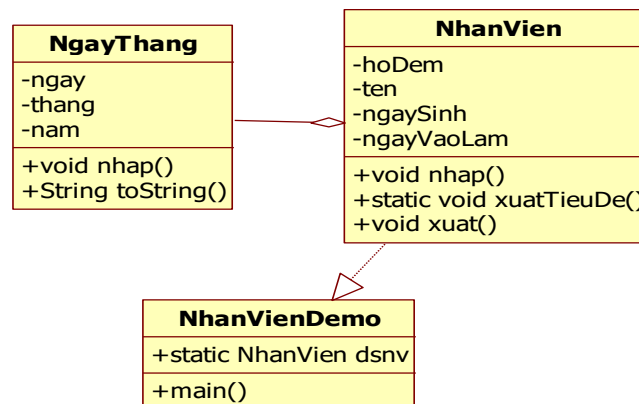 NgayThang
-ngay
-thang
-nam
+void nhap()
+String toString()
NhanVien
-hoDem
-ten
-ngaySinh
-ngayVaoLam
+void nhap()
+static void xuatTieuDe()
+void xuat()
NhanVienDemo
+static NhanVien dsnv
+main()